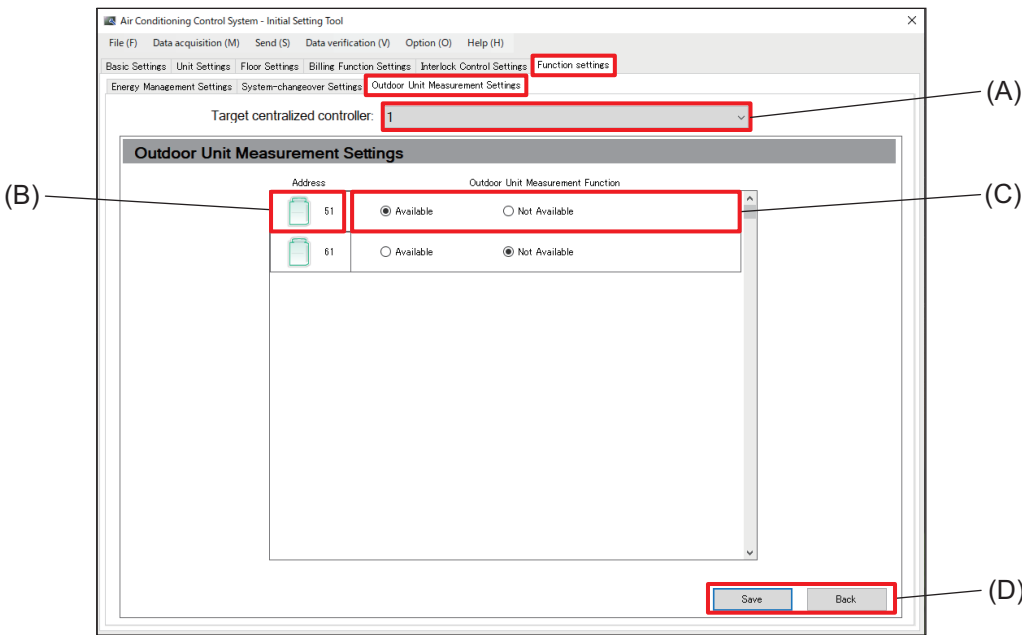 Air Conditioning Control System - Initial Setting Tool
File (F) Data acquisition (M) Send (S) Data verification (V) Option (O) Help (H)
Basic Settings Unit Settings Floor Settings Billing Function Settings Interlock Control Settings Function settings
Energy Management Settings System-changeover Settings Outdoor Unit Measurement Settings
(A)
Target centralized controller: 1
Outdoor Unit Measurement Settings
Address Outdoor Unit Measurement Function
(B) 51 Available Not Available (C)
61 Available Not Available
Save Back (D)